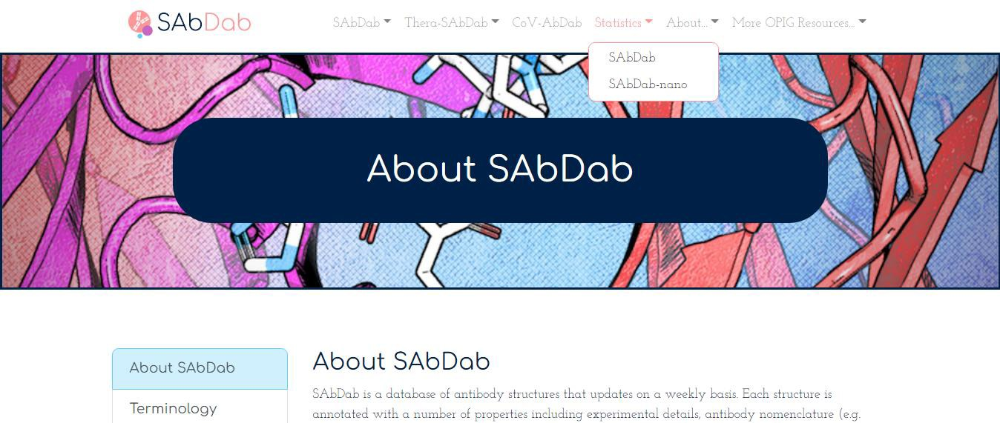 SAbDab
SAbDab Thera-SAbDab CoV-AbDab Statistics About... More OPIG Resources...
SAbDab
SAbDab-nano
About SAbDab
About SAbDab
Terminology
About SAbDab
SAbDab is a database of antibody structures that updates on a weekly basis. Each structure is
annotated with a number of properties including experimental details, antibody nomenclature (e.g.